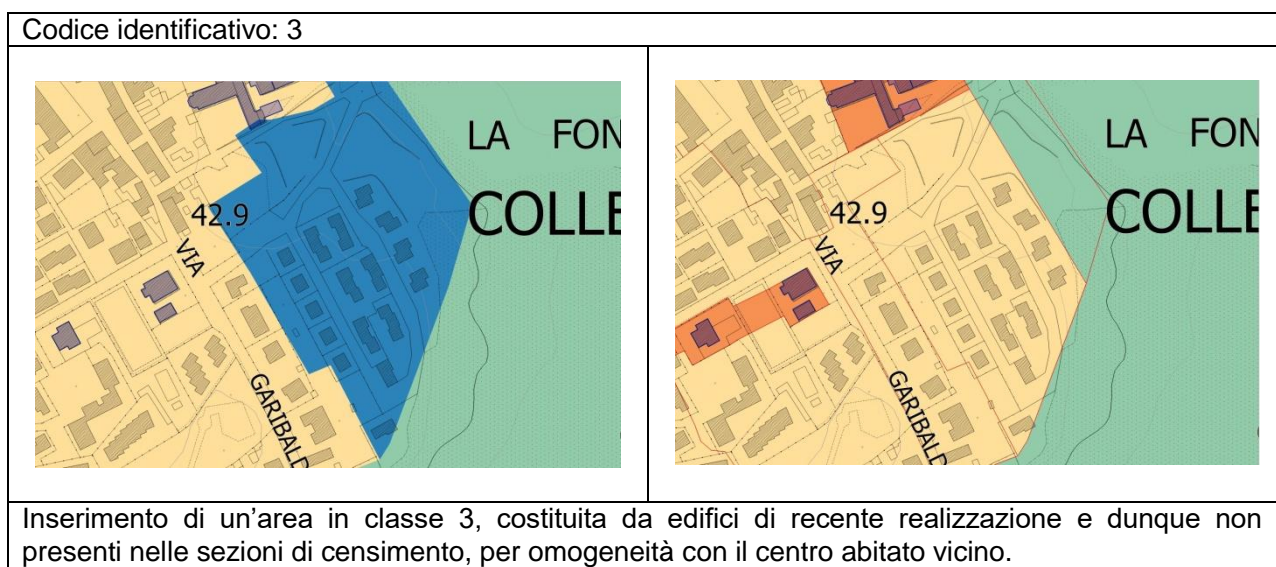 Codice identificativo: 3
LA FON
COLLE
42.9
VIA
GARIBALD
LA FON
COLLE
42.9
VIA
GARIBALD
Inserimento di un’area in classe 3, costituita da edifici di recente realizzazione e dunque non
presenti nelle sezioni di censimento, per omogeneità con il centro abitato vicino.